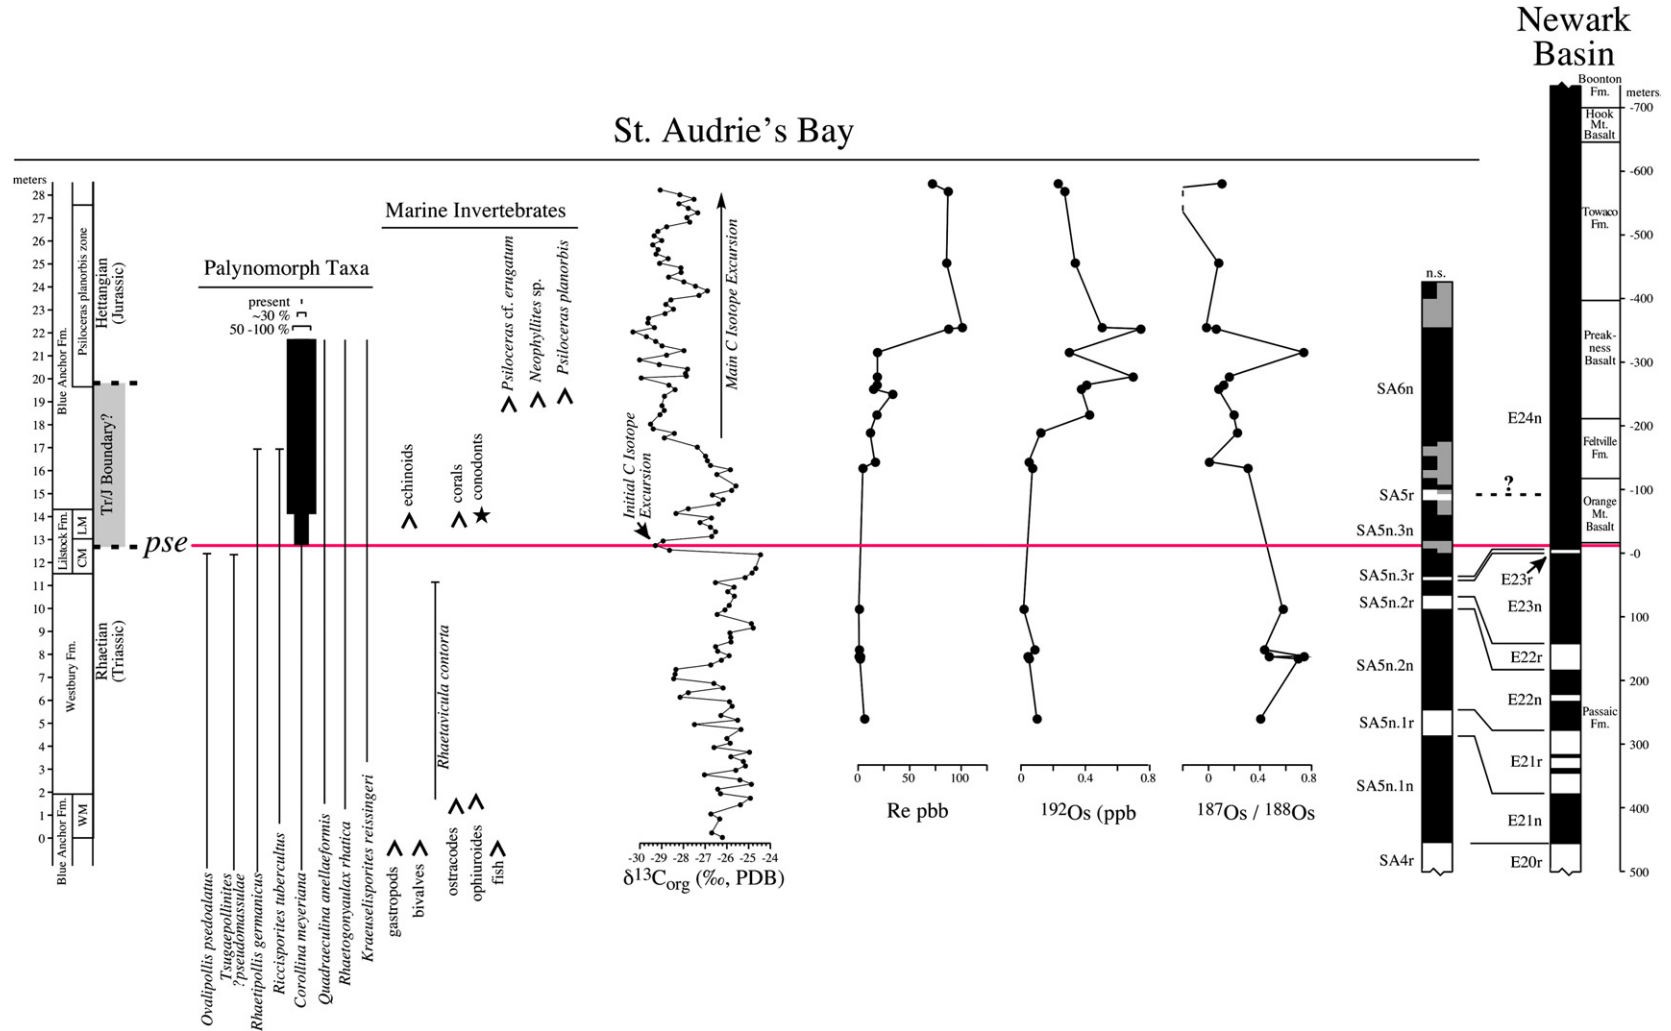 Newark
Basin
St. Audrie's Bay
Boonton
Fm.
meters
-700
Hook
Mt.
Basalt
-600
Towaco
Fm.
-500
-400
Preak-
ness
Basalt
-300
-200
Feltville
Fm.
-100
Orange
Mt.
Basalt
-0
100
200
Passaic
Fm.
300
400
500
meters
28
27
26
25
24
23
22
21
20
19
18
17
16
15
14
13
12
11
10
9
8
7
6
5
4
3
2
1
0
Blue Anchor Fm.
Psiloceras planorbis zone
Hettangian
(Jurassic)
Tr/J Boundary?
Lilstock Fm.
LM
CM
Westbury Fm.
Rhaetian
(Triassic)
Blue Anchor Fm.
WM
pse
Palynomorph Taxa
present
~30 %
50 -100 %
Ovalipollis psedoalatus
Tsugaepollinites
?pseudomassulae
Rhaetipollis germanicus
Riccisporites tubercultus
Corollina meyeriana
Quadraeculina anellaeformis
Rhaetogonyaulax rhatica
Kraeuselisporites reissingeri
Marine Invertebrates
Psiloceras cf. erugatum
Neophyllites sp.
Psiloceras planorbis
echinoids
corals
conodonts
Rhaetavicula contorta
gastropods
bivalves
ostracodes
ophiuroides
fish
Main C Isotope Excursion
Initial C Isotope
Excursion
-30 -29 -28 -27 -26 -25 -24
δ13Corg (‰, PDB)
0 50 100
Re pbb
0 0.4 0.8
192Os (ppb
0 0.4 0.8
187Os / 188Os
n.s.
SA6n
SA5r
SA5n.3n
SA5n.3r
SA5n.2r
SA5n.2n
SA5n.1r
SA5n.1n
SA4r
?
E24n
E23r
E23n
E22r
E22n
E21r
E21n
E20r